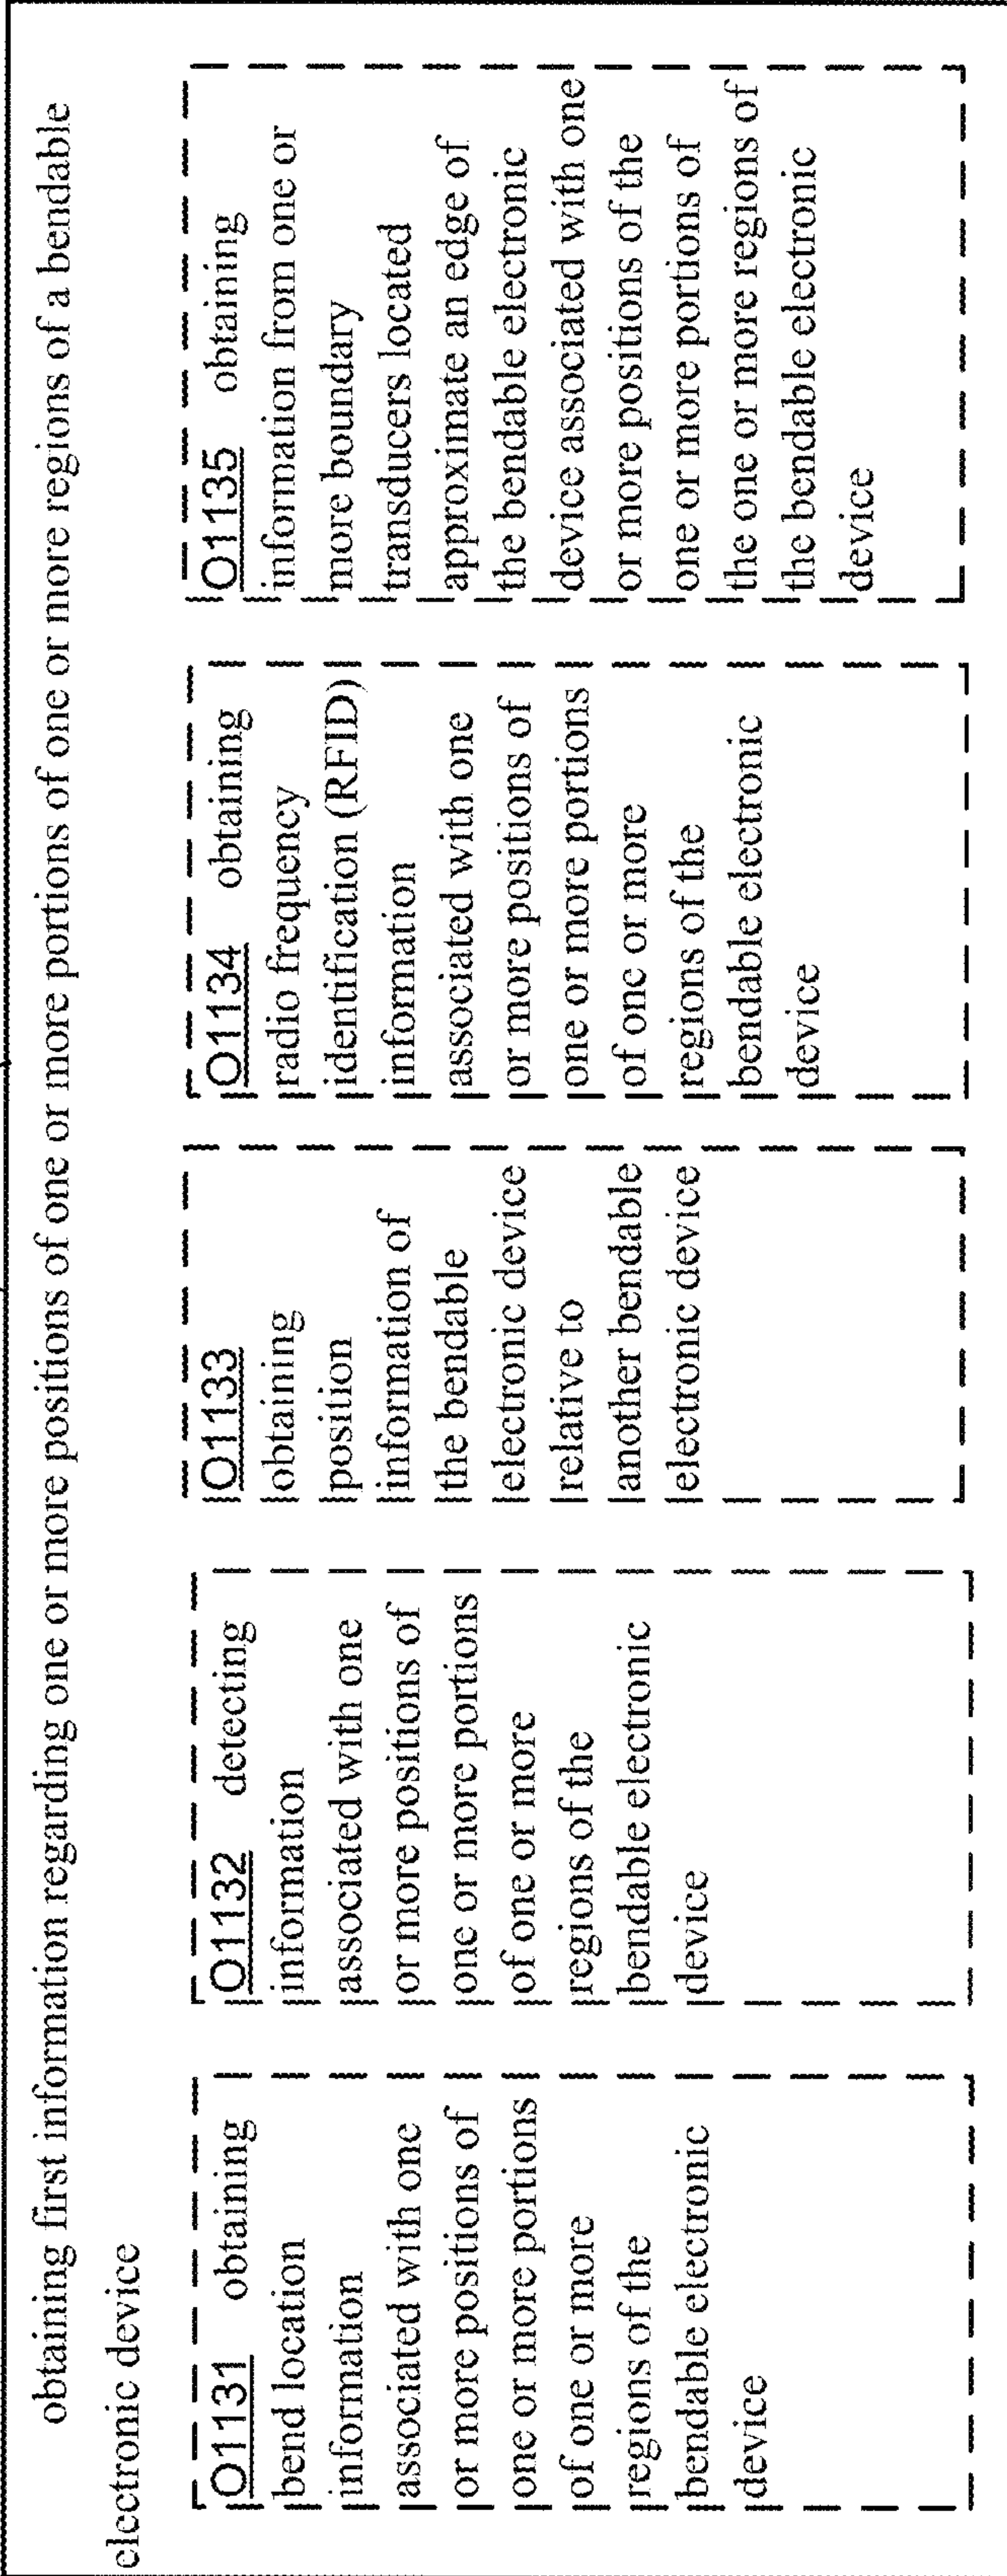 obtaining first information regarding one or more positions of one or more portions of one or more regions of a bendable
electronic device
O1131 obtaining
bend location
information
associated with one
or more positions of
one or more portions
of one or more
regions of the
bendable electronic
device
O1132 detecting
information
associated with one
or more positions of
one or more portions
of one or more
regions of the
bendable electronic
device
O1133
obtaining
position
information of
the bendable
electronic device
relative to
another bendable
electronic device
O1134 obtaining
radio frequency
identification (RFID)
information
associated with one
or more positions of
one or more portions
of one or more
regions of the
bendable electronic
device
O1135 obtaining
information from one or
more boundary
transducers located
approximate an edge of
the bendable electronic
device associated with one
or more positions of the
one or more portions of
the one or more regions of
the bendable electronic
device